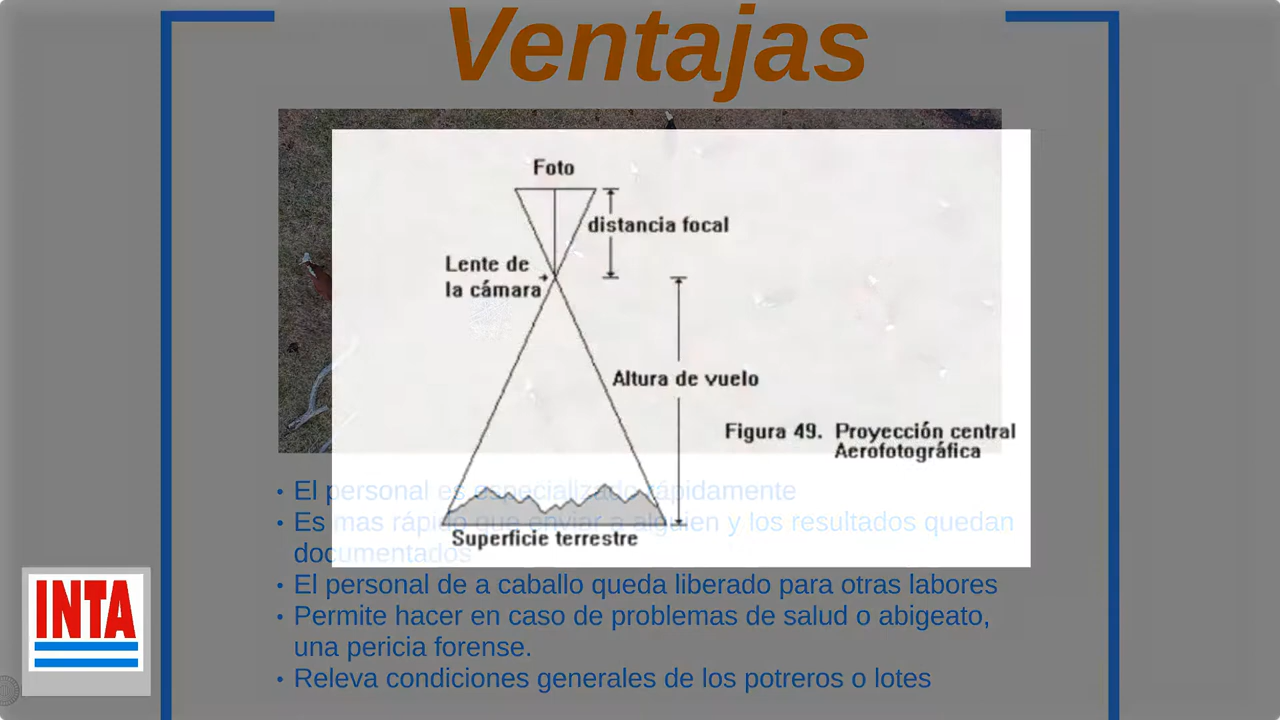 Ventajas
Foto
distancia focal
Lente de
la cámara
Altura de vuelo
Figura 49. Proyección central
Aerofotográfica
Superficie terrestre
• El personal es especializado rápidamente
• Es mas rápido que enviar a alguien y los resultados quedan
documentados
• El personal de a caballo queda liberado para otras labores
• Permite hacer en caso de problemas de salud o abigeato,
una pericia forense.
• Releva condiciones generales de los potreros o lotes
INTA